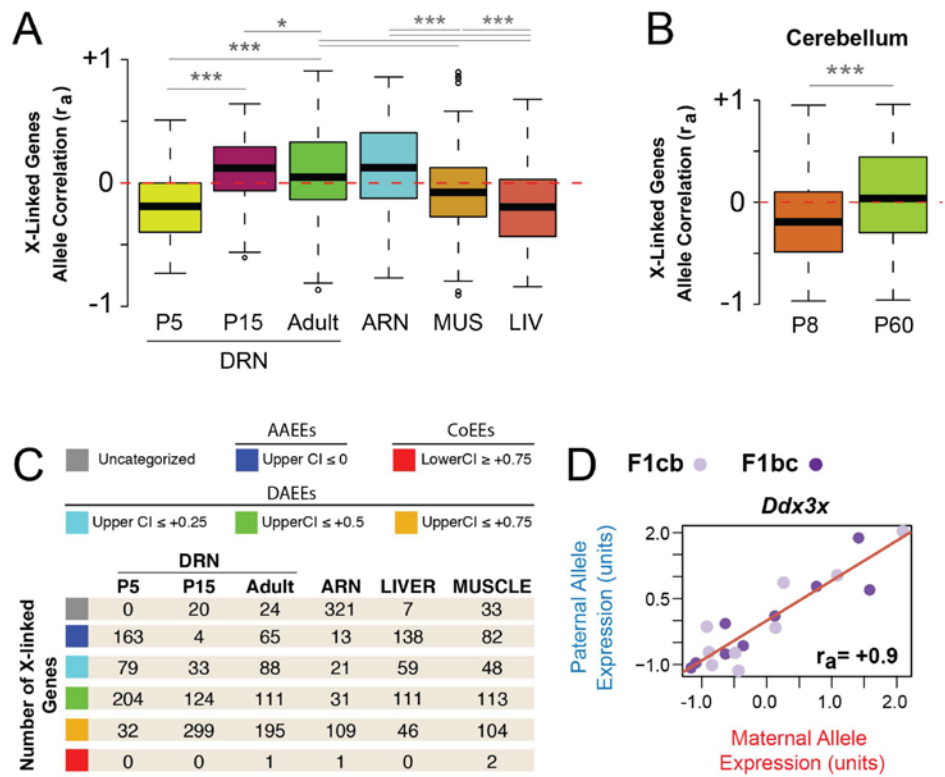 A
X-Linked Genes
Allele Correlation (ra)
+1
0
-1
***
***
*
***
***
P5 P15 Adult ARN MUS LIV
DRN
B
Cerebellum
***
X-Linked Genes
Allele Correlation (ra)
+1
0
-1
P8 P60
C
AAEEs CoEEs
Uncategorized Upper CI ≤ 0 LowerCI ≥ +0.75
DAEEs
Upper CI ≤ +0.25 UpperCI ≤ +0.5 UpperCI ≤ +0.75
DRN
P5 P15 Adult ARN LIVER MUSCLE
Number of X-linked
Genes
0 20 24 321 7 33
163 4 65 13 138 82
79 33 88 21 59 48
204 124 111 31 111 113
32 299 195 109 46 104
0 0 1 1 0 2
D
F1cb F1bc
Ddx3x
Paternal Allele
Expression (units)
2.0
0.5
−1.0
ra= +0.9
-1.0 0.0 1.0 2.0
Maternal Allele
Expression (units)